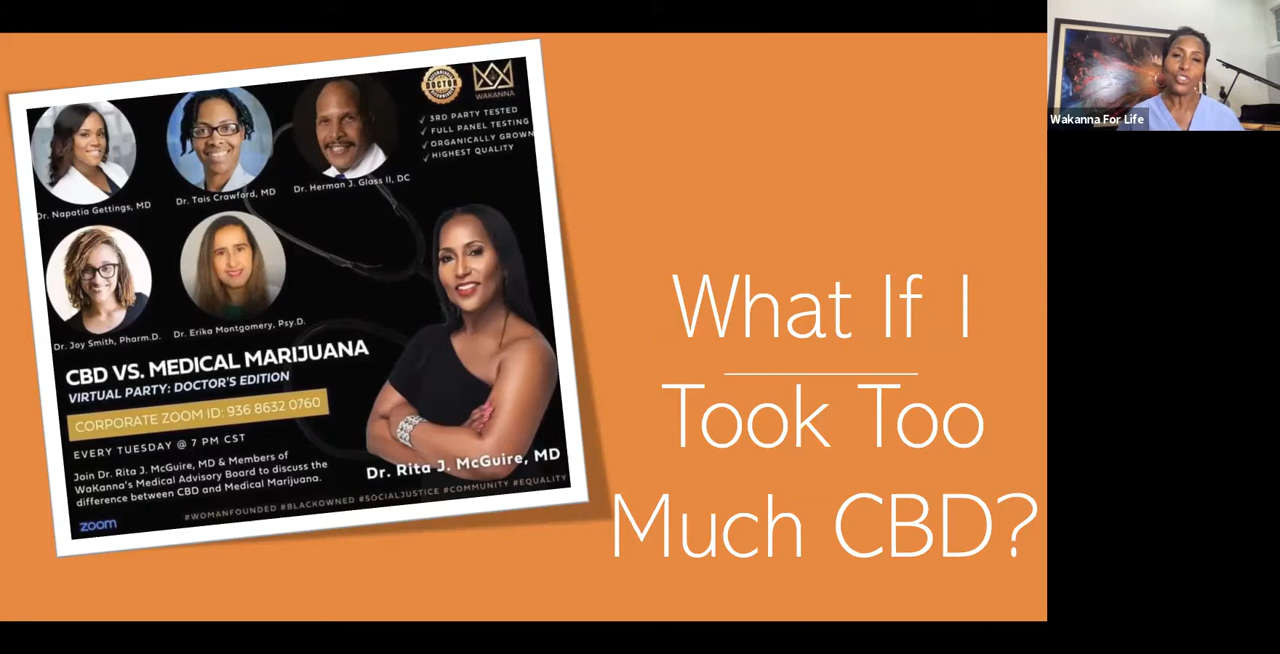 DOCTOR
WAKANNA
✓ 3RD PARTY TESTED
✓ FULL PANEL TESTING
✓ ORGANICALLY GROWN
✓ HIGHEST QUALITY
Dr. Napatia Gettings, MD
Dr. Tais Crawford, MD
Dr. Herman J. Glass II, DC
Dr. Joy Smith, Pharm.D.
Dr. Erika Montgomery, Psy.D.
CBD VS. MEDICAL MARIJUANA
VIRTUAL PARTY: DOCTOR'S EDITION
CORPORATE ZOOM ID: 936 8632 0760
EVERY TUESDAY @ 7 PM CST
Join Dr. Rita J. McGuire, MD & Members of
WaKanna's Medical Advisory Board to discuss the
difference between CBD and Medical Marijuana.
Dr. Rita J. McGuire, MD
zoom
#WOMANFOUNDED #BLACKOWNED #SOCIALJUSTICE #COMMUNITY #EQUALITY
What If I
Took Too
Much CBD?
Wakanna For Life